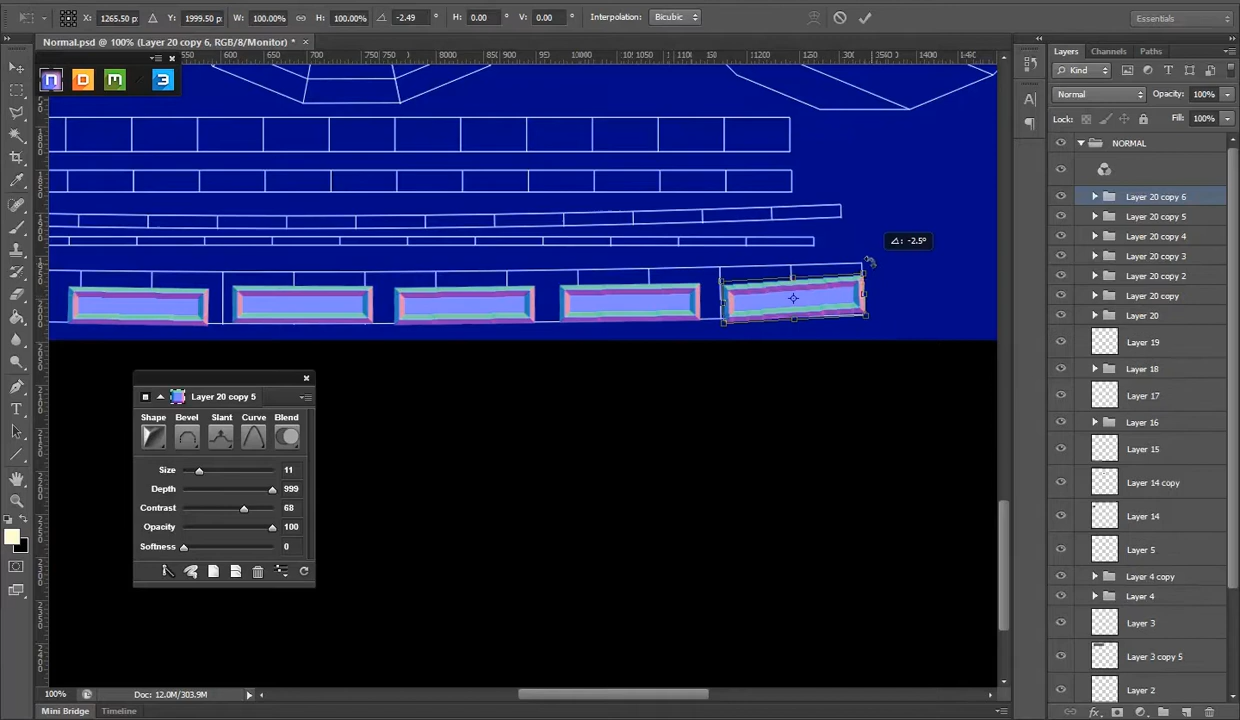 X: 1265.50 px Y: 1999.50 px W: 100.00% H: 100.00% -2.49 ° H: 0.00 ° V: 0.00 ° Interpolation: Bicubic Essentials
Normal.psd @ 100% (Layer 20 copy 6, RGB/8/Monitor) * ×
n D m 3
Layers Channels Paths
Kind
Normal Opacity: 100%
Lock: Fill: 100%
NORMAL
Layer 20 copy 6
Layer 20 copy 5
Layer 20 copy 4
Layer 20 copy 3
Layer 20 copy 2
Layer 20 copy
Layer 20
Layer 19
Layer 18
Layer 17
Layer 16
Layer 15
Layer 14 copy
Layer 14
Layer 5
Layer 4 copy
Layer 4
Layer 3
Layer 3 copy 5
Layer 2
-2.5°
Layer 20 copy 5
Shape Bevel Slant Curve Blend
Size 11
Depth 999
Contrast 68
Opacity 100
Softness 0
100% Doc: 12.0M/303.9M
Mini Bridge Timeline